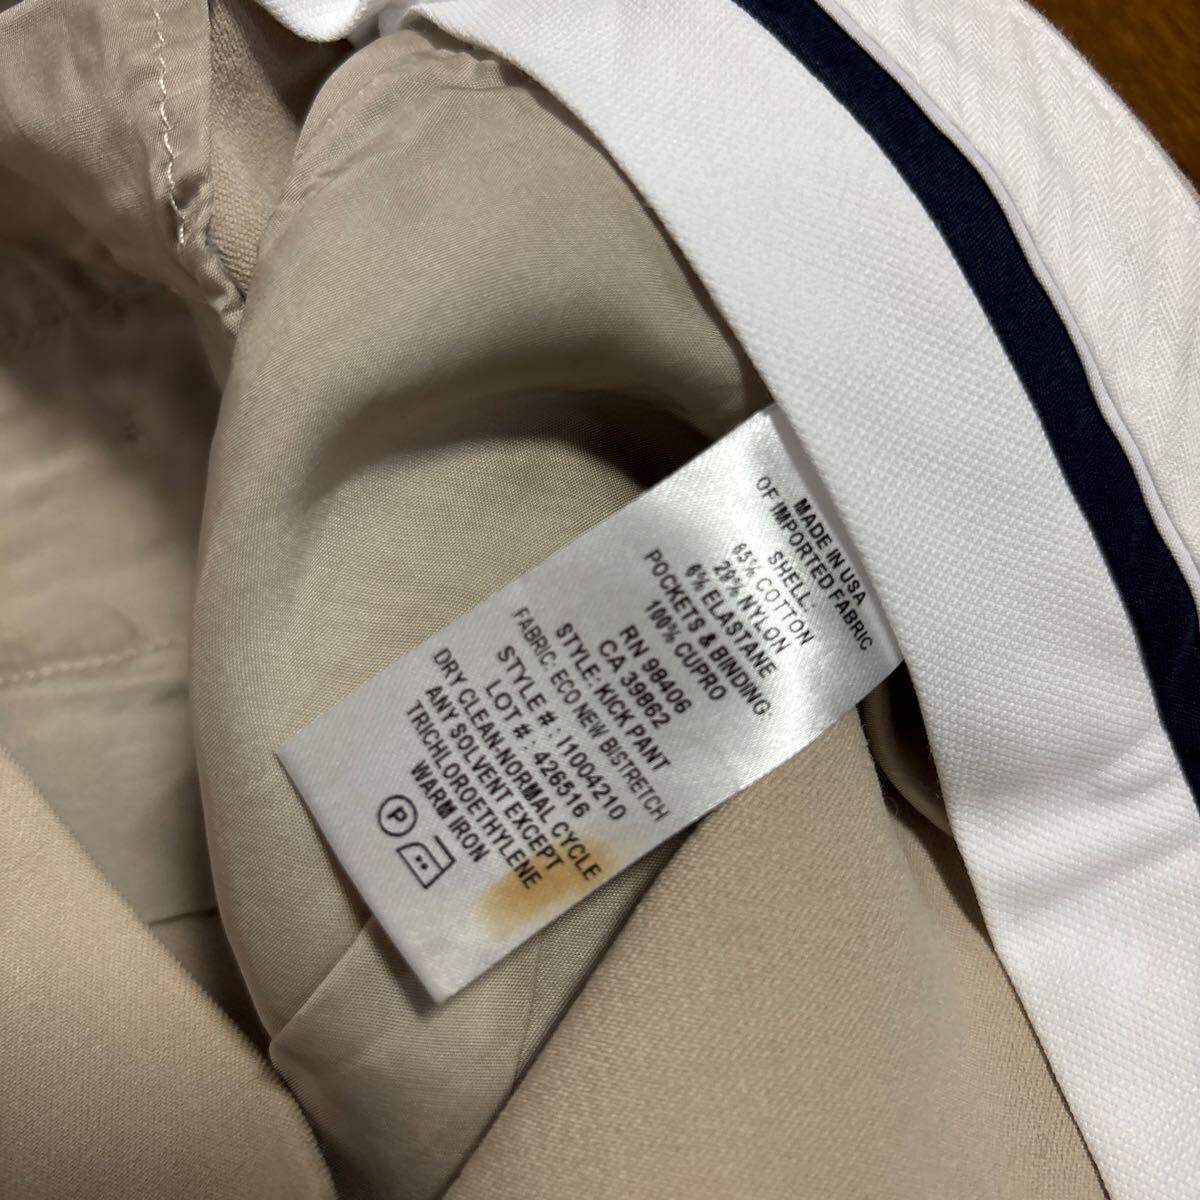 MADE IN USA
OF IMPORTED FABRIC
SHELL:
65% COTTON
29% NYLON
6% ELASTANE
POCKETS & BINDING:
100% CUPRO
RN 98406
CA 39862
STYLE: KICK PANT
FABRIC: ECO NEW BISTRETCH
STYLE #: I1004210
LOT #: 426516
DRY CLEAN-NORMAL CYCLE
ANY SOLVENT EXCEPT
TRICHLOROETHYLENE
WARM IRON
P